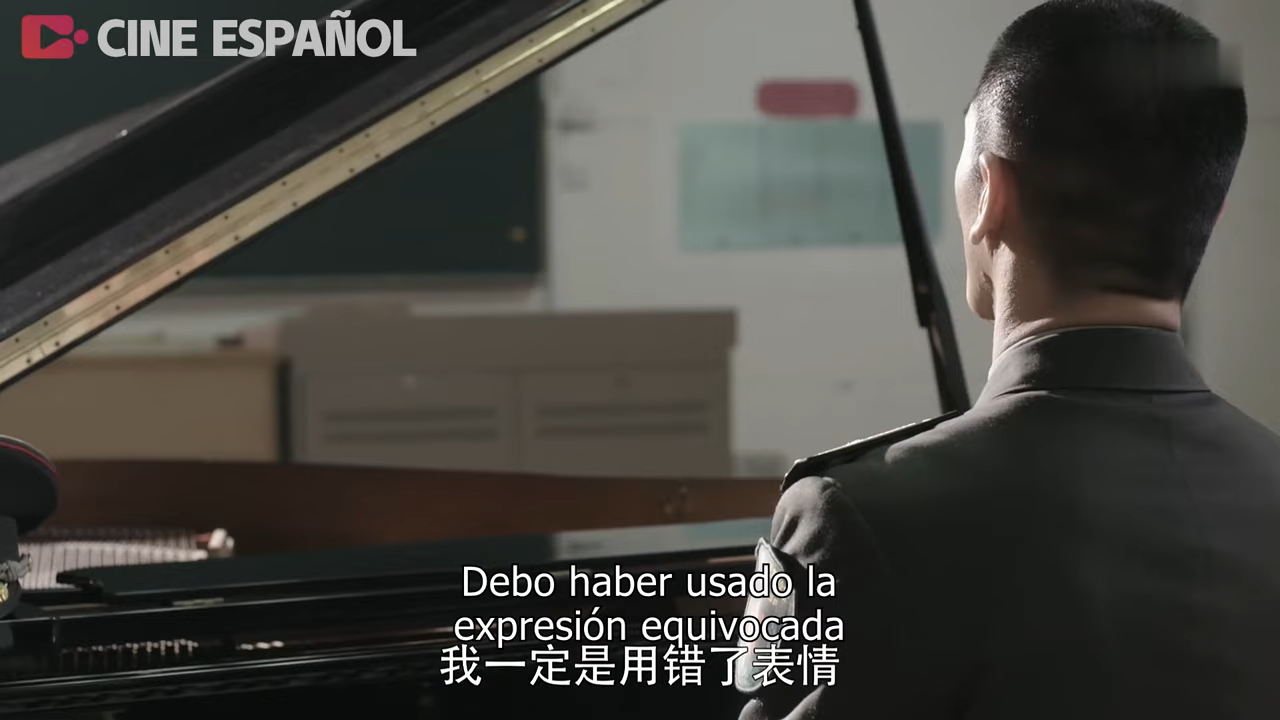 CINE ESPAÑOL
Debo haber usado la
expresión equivocada
我一定是用错了表情